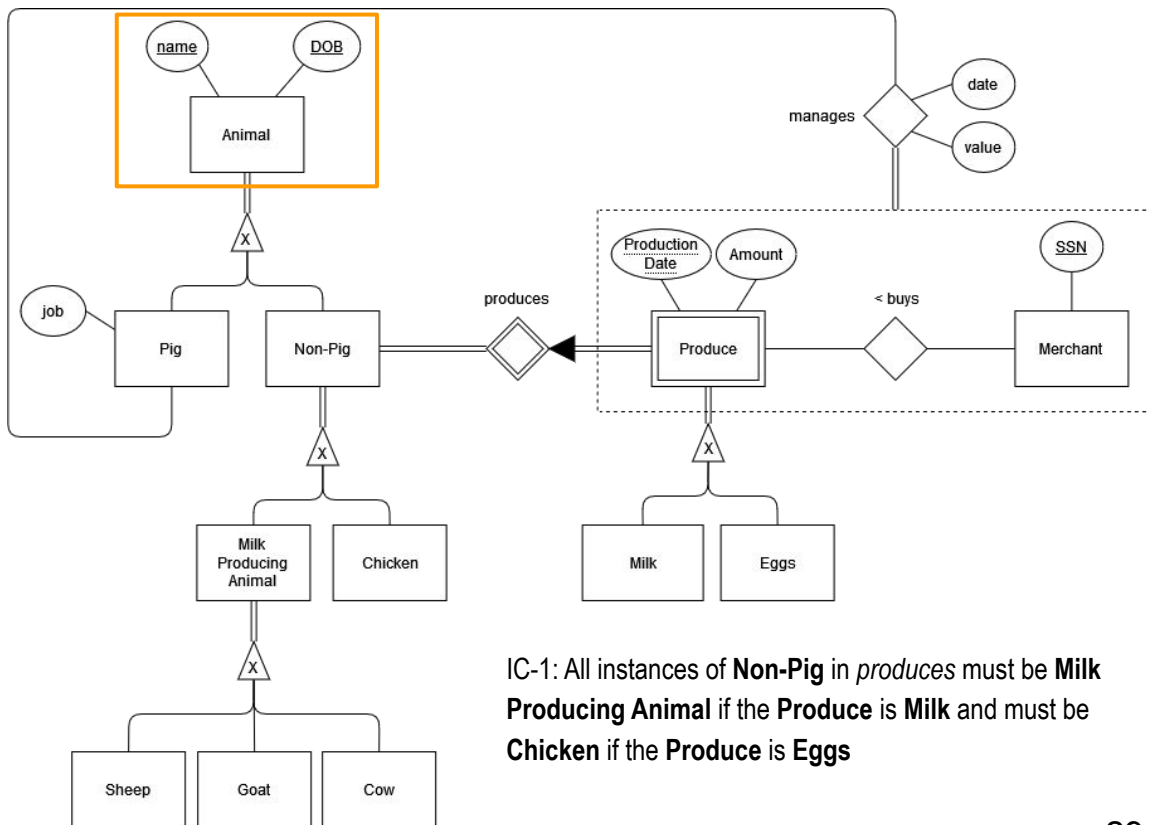 name
DOB
Animal
X
manages
date
value
job
Pig
Non-Pig
produces
Production
Date
Amount
< buys
SSN
Produce
Merchant
X
X
Milk
Producing
Animal
Chicken
Milk
Eggs
X
Sheep
Goat
Cow
IC-1: All instances of Non-Pig in produces must be Milk
Producing Animal if the Produce is Milk and must be
Chicken if the Produce is Eggs